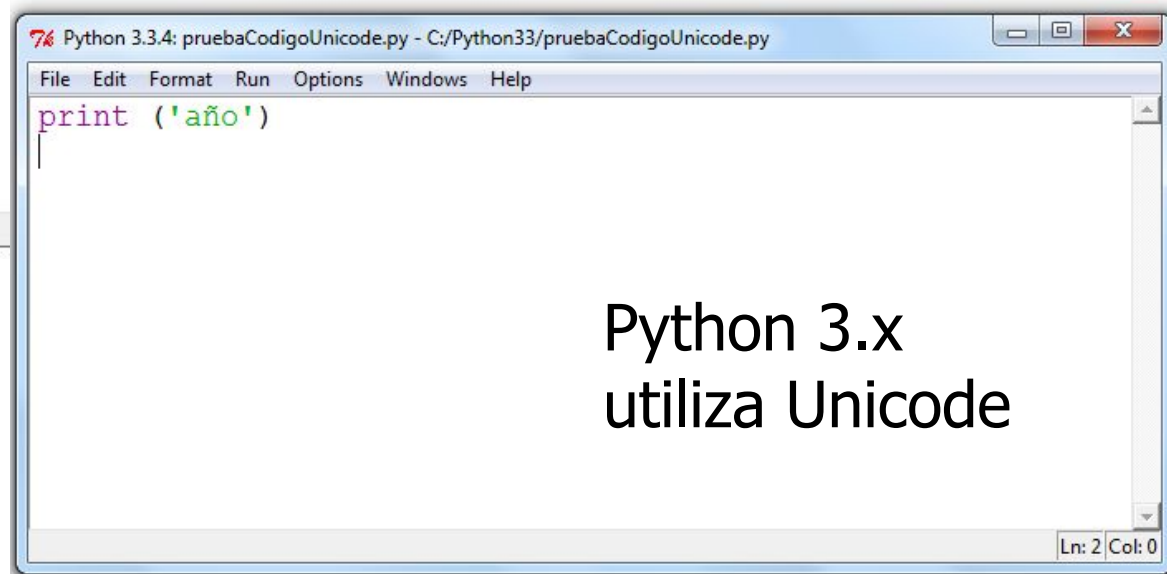 Python 3.3.4: pruebaCodigoUnicode.py - C:/Python33/pruebaCodigoUnicode.py
File Edit Format Run Options Windows Help
print ('año')
Python 3.x
utiliza Unicode
Ln: 2 Col: 0